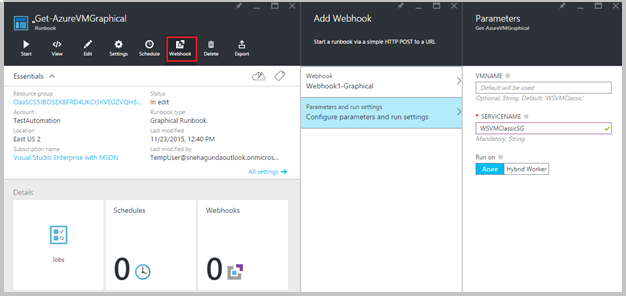 Get-AzureVMGraphical
Runbook
Start
View
Edit
Settings
Schedule
Webhook
Delete
Export
Essentials
Resource group
Status
In edit
Account
TestAutomation
Runbook type
Graphical Runbook
Location
East US 2
Last modified
11/23/2015, 12:40 PM
Subscription name
Visual Studio Enterprise with MSDN
Last modified by
TempUser@snehagundaoutlook.onmicros...
All settings
Details
Jobs
Schedules
0
Webhooks
0
Add Webhook
Start a runbook via a simple HTTP POST to a URL
Webhook
Webhook1-Graphical
Parameters and run settings
Configure parameters and run settings
Parameters
Get-AzureVMGraphical
VMNAME
Default will be used
Optional, String, Default: 'WSVMClassic'
* SERVICENAME
WSVMClassicSG
Mandatory, String
Run on
Azure
Hybrid Worker